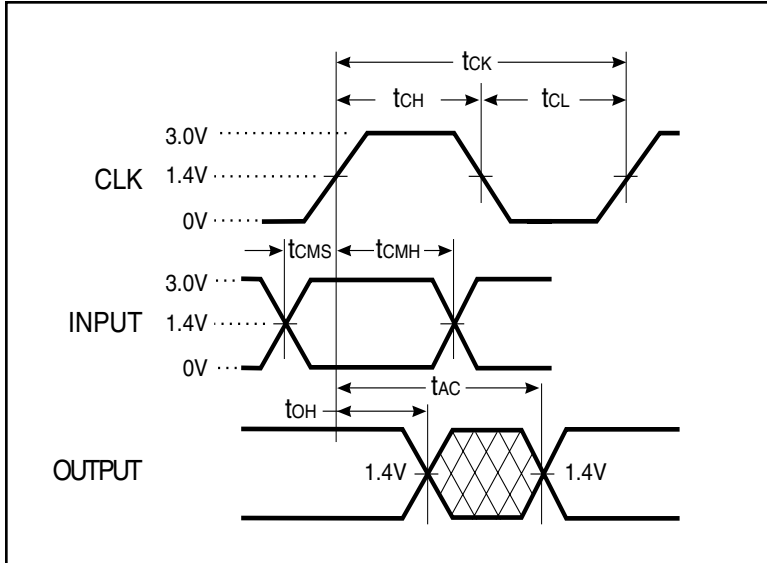 tCK
tCH tCL
3.0V
CLK 1.4V
0V
tCMS tCMH
3.0V
INPUT 1.4V
0V
tAC
tOH
OUTPUT 1.4V 1.4V